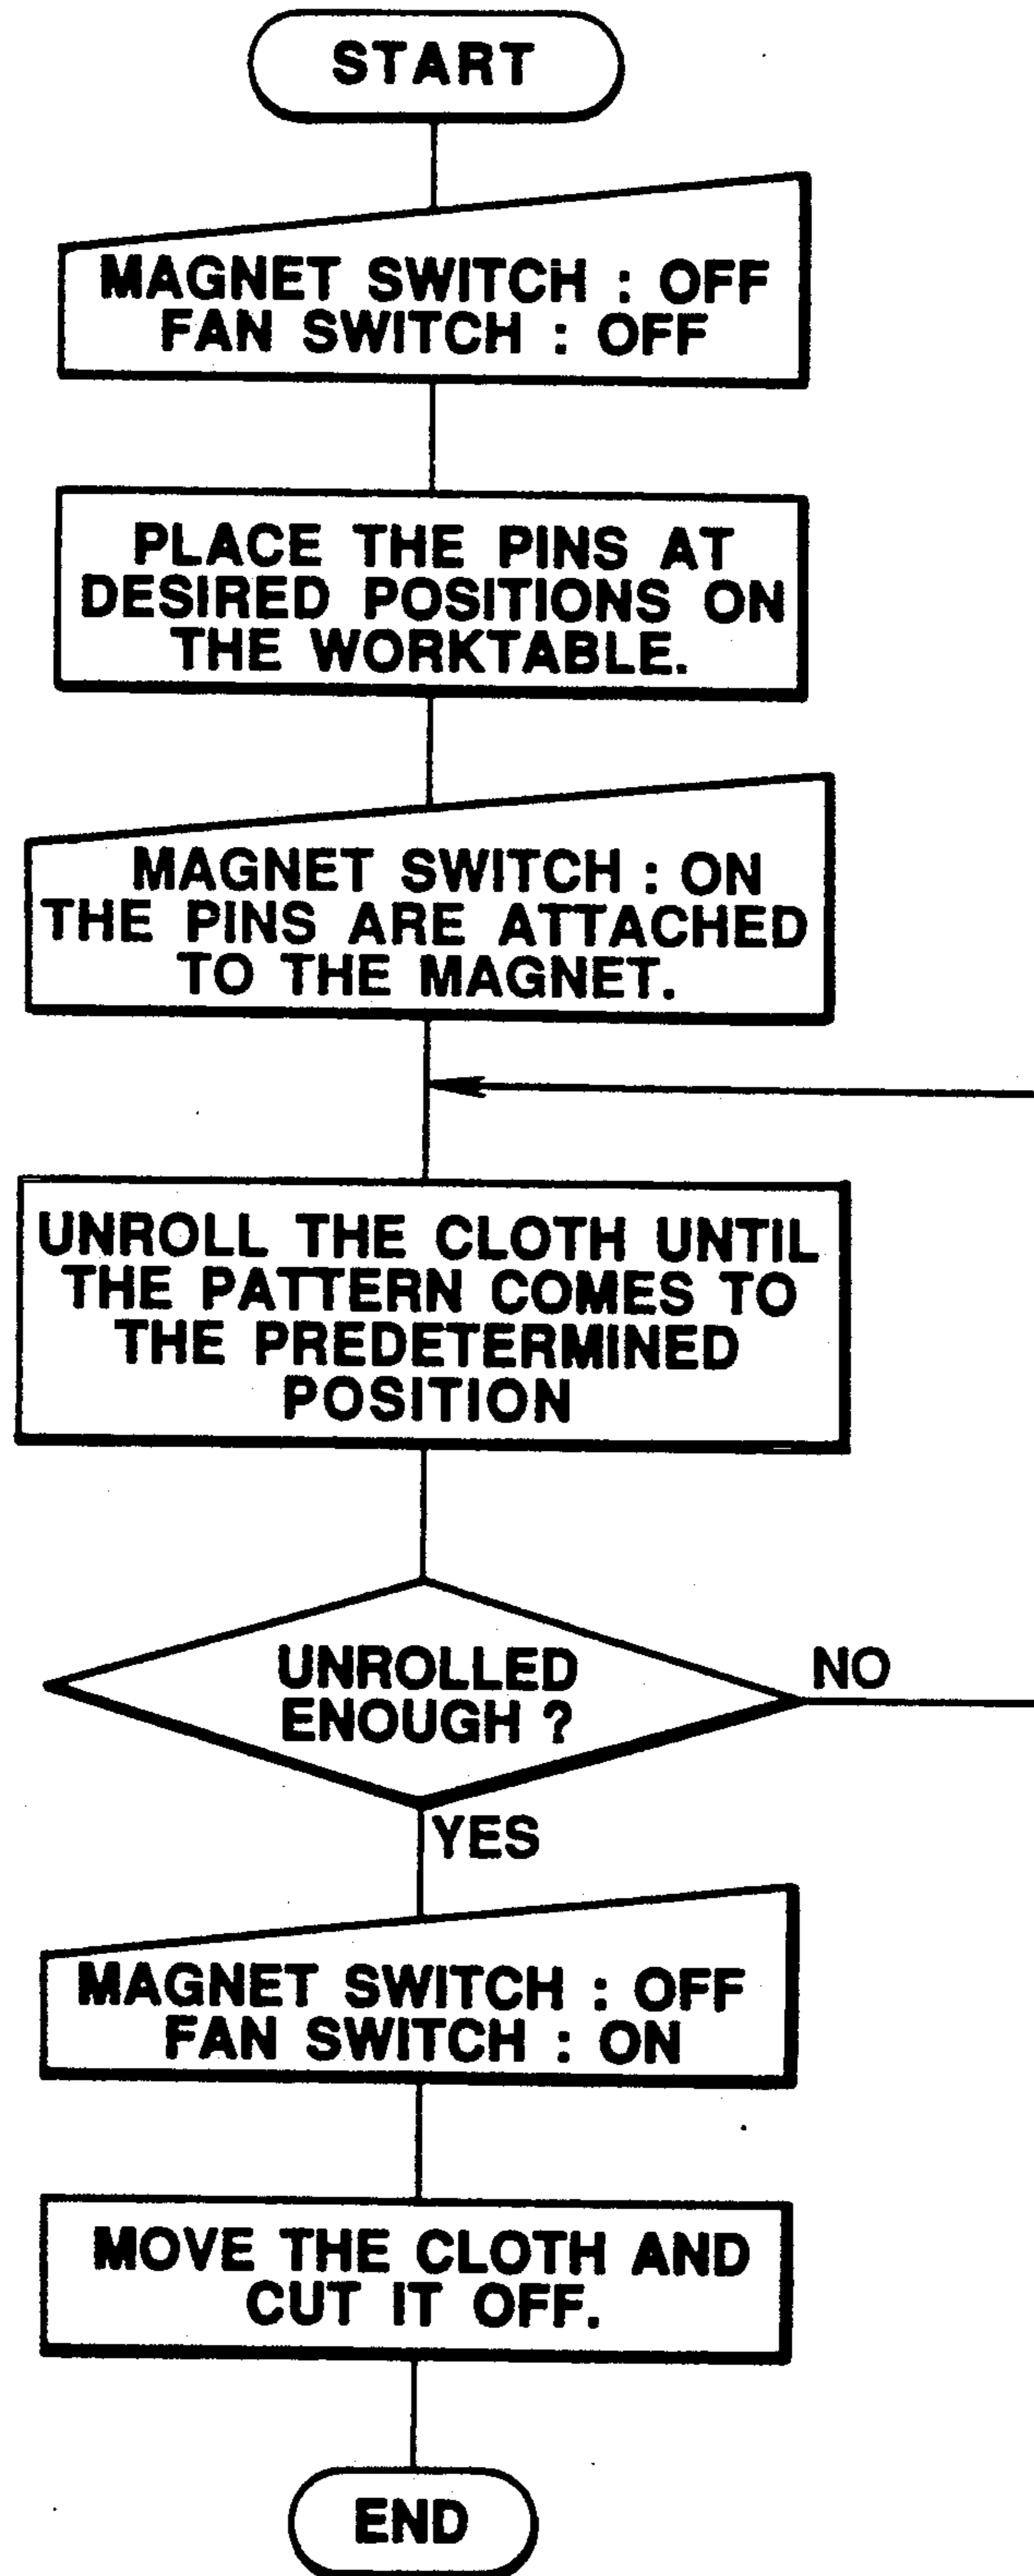 START
MAGNET SWITCH : OFF
FAN SWITCH : OFF
PLACE THE PINS AT
DESIRED POSITIONS ON
THE WORKTABLE.
MAGNET SWITCH : ON
THE PINS ARE ATTACHED
TO THE MAGNET.
UNROLL THE CLOTH UNTIL
THE PATTERN COMES TO
THE PREDETERMINED
POSITION
UNROLLED
ENOUGH ?
NO
YES
MAGNET SWITCH : OFF
FAN SWITCH : ON
MOVE THE CLOTH AND
CUT IT OFF.
END